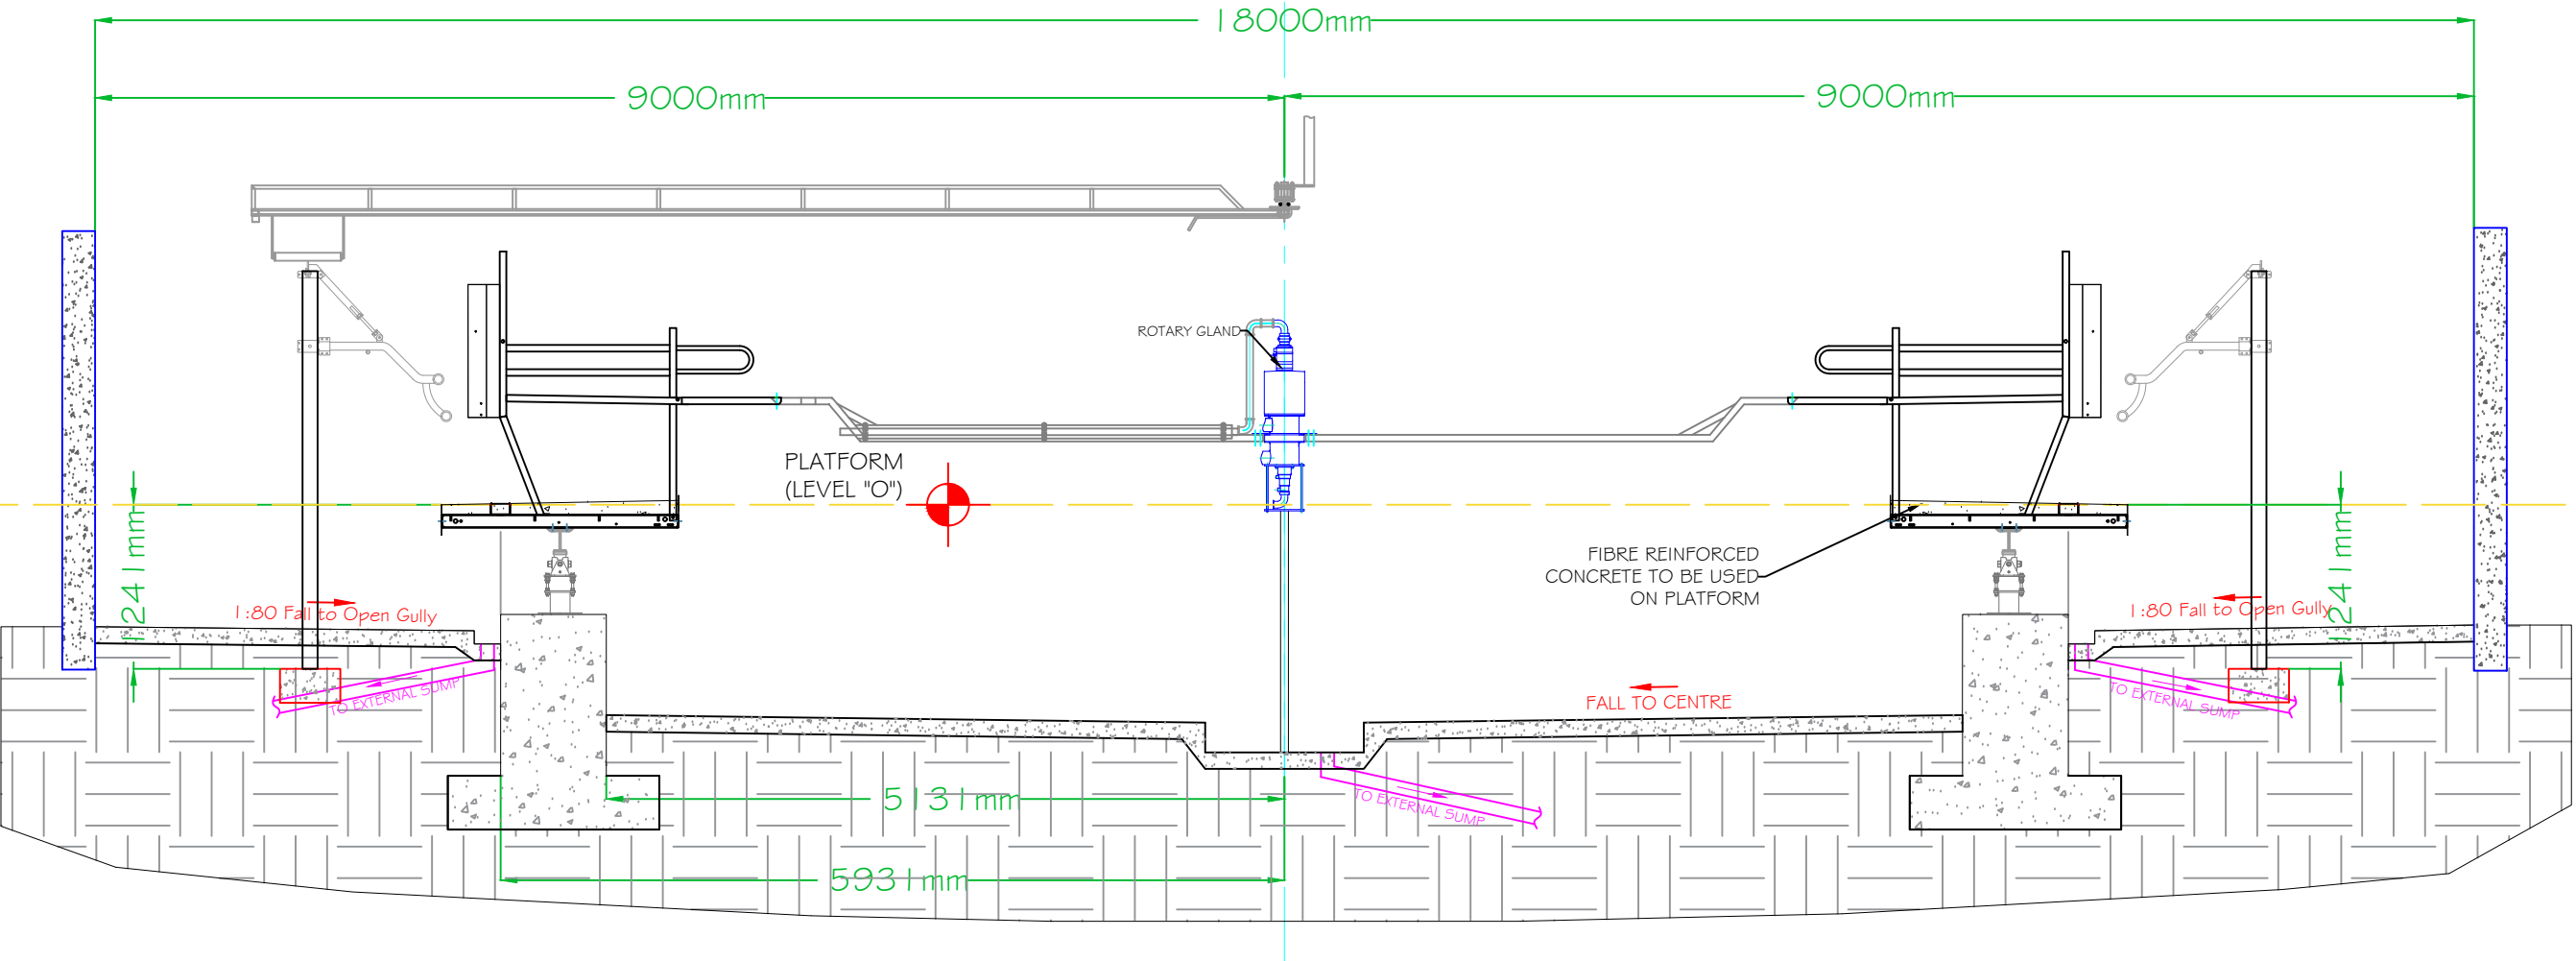 18000mm
9000mm
9000mm
ROTARY GLAND
PLATFORM
(LEVEL "O")
1241mm
1241mm
FIBRE REINFORCED
CONCRETE TO BE USED
ON PLATFORM
1:80 Fall to Open Gully
1:80 Fall to Open Gully
TO EXTERNAL SUMP
TO EXTERNAL SUMP
FALL TO CENTRE
5131mm
TO EXTERNAL SUMP
5931mm